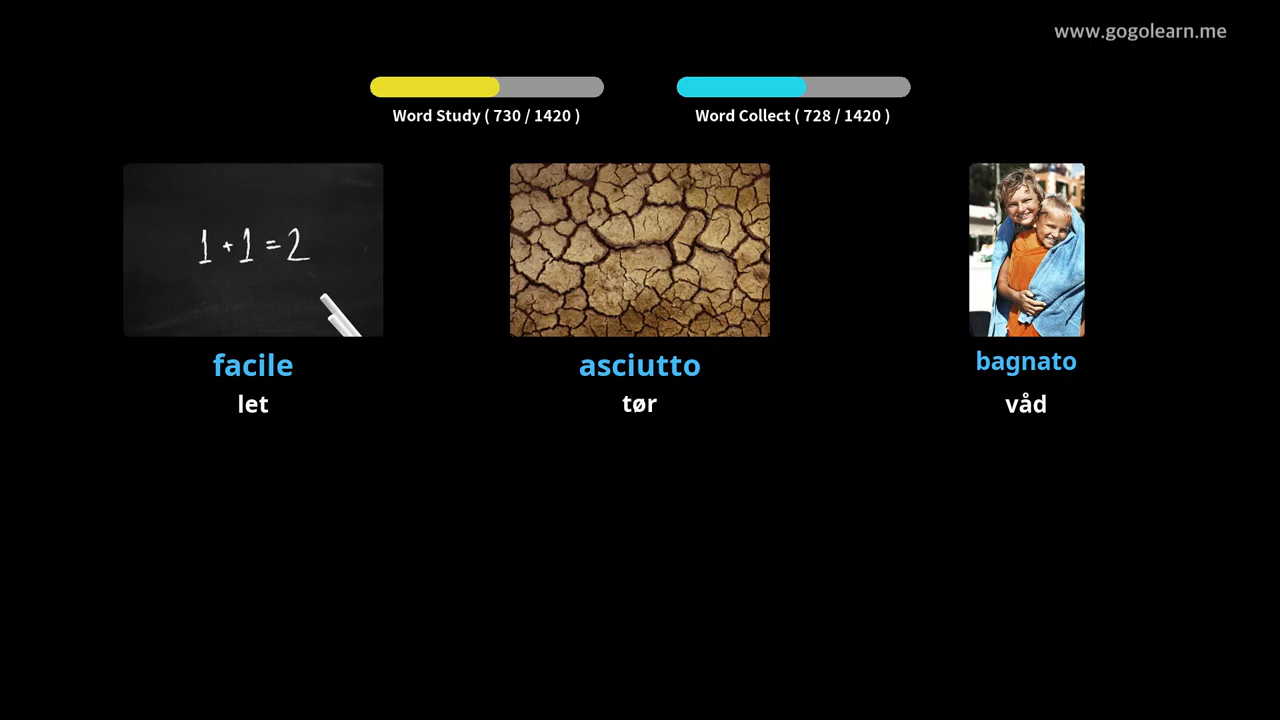 www.gogolearn.me
Word Study ( 730 / 1420 )
Word Collect ( 728 / 1420 )
1 + 1 = 2
facile
asciutto
bagnato
let
tør
våd